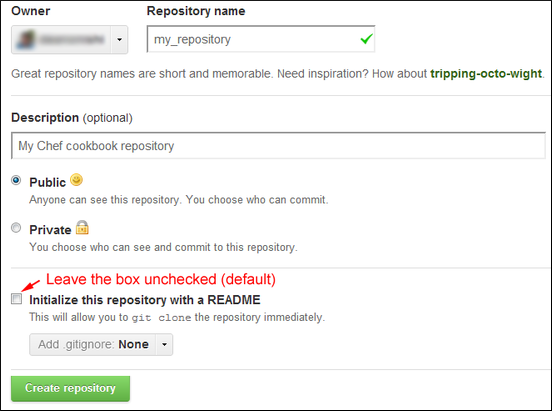 Owner Repository name
my_repository
Great repository names are short and memorable. Need inspiration? How about tripping-octo-wight.
Description (optional)
My Chef cookbook repository
Public
Anyone can see this repository. You choose who can commit.
Private
You choose who can see and commit to this repository.
Leave the box unchecked (default)
Initialize this repository with a README
This will allow you to git clone the repository immediately.
Add .gitignore: None
Create repository